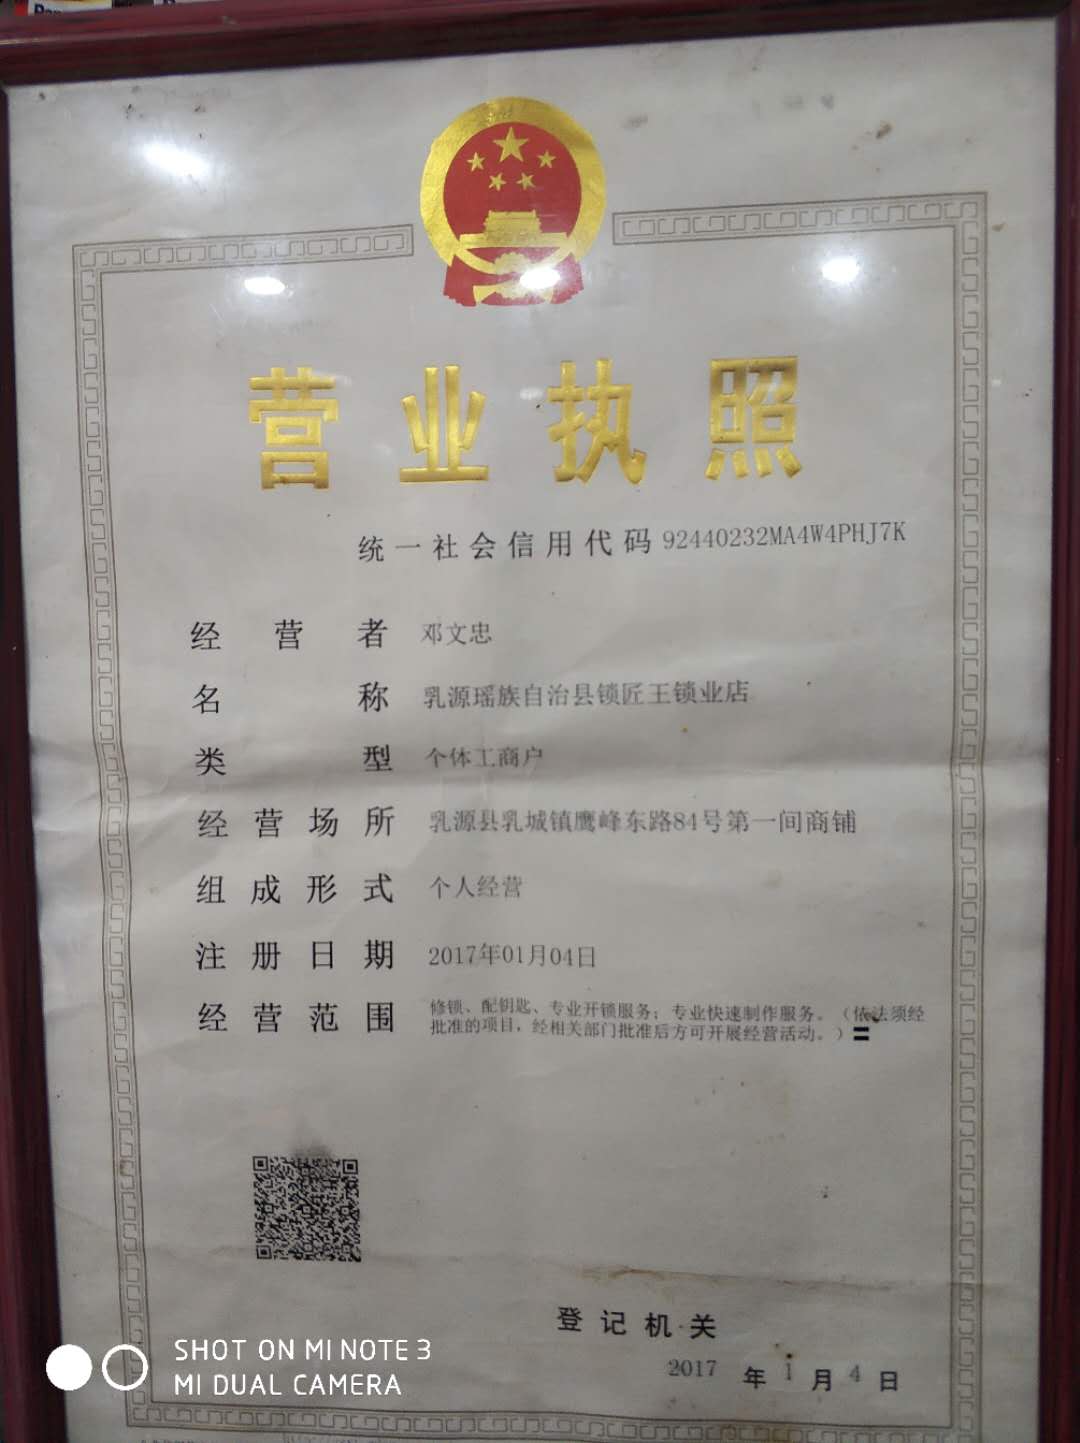 营业执照
统一社会信用代码 92440232MA4W4PHJ7K
经营者 邓文忠
名称 乳源瑶族自治县锁匠王锁业店
类型 个体工商户
经营场所 乳源县乳城镇鹰峰东路84号第一间商铺
组成形式 个人经营
注册日期 2017年01月04日
经营范围 修锁、配钥匙、专业开锁服务;专业快速制作服务。(依法须经
批准的项目,经相关部门批准后方可开展经营活动。)〓
登记机关
2017 年 1 月 4 日
SHOT ON MI NOTE 3
MI DUAL CAMERA